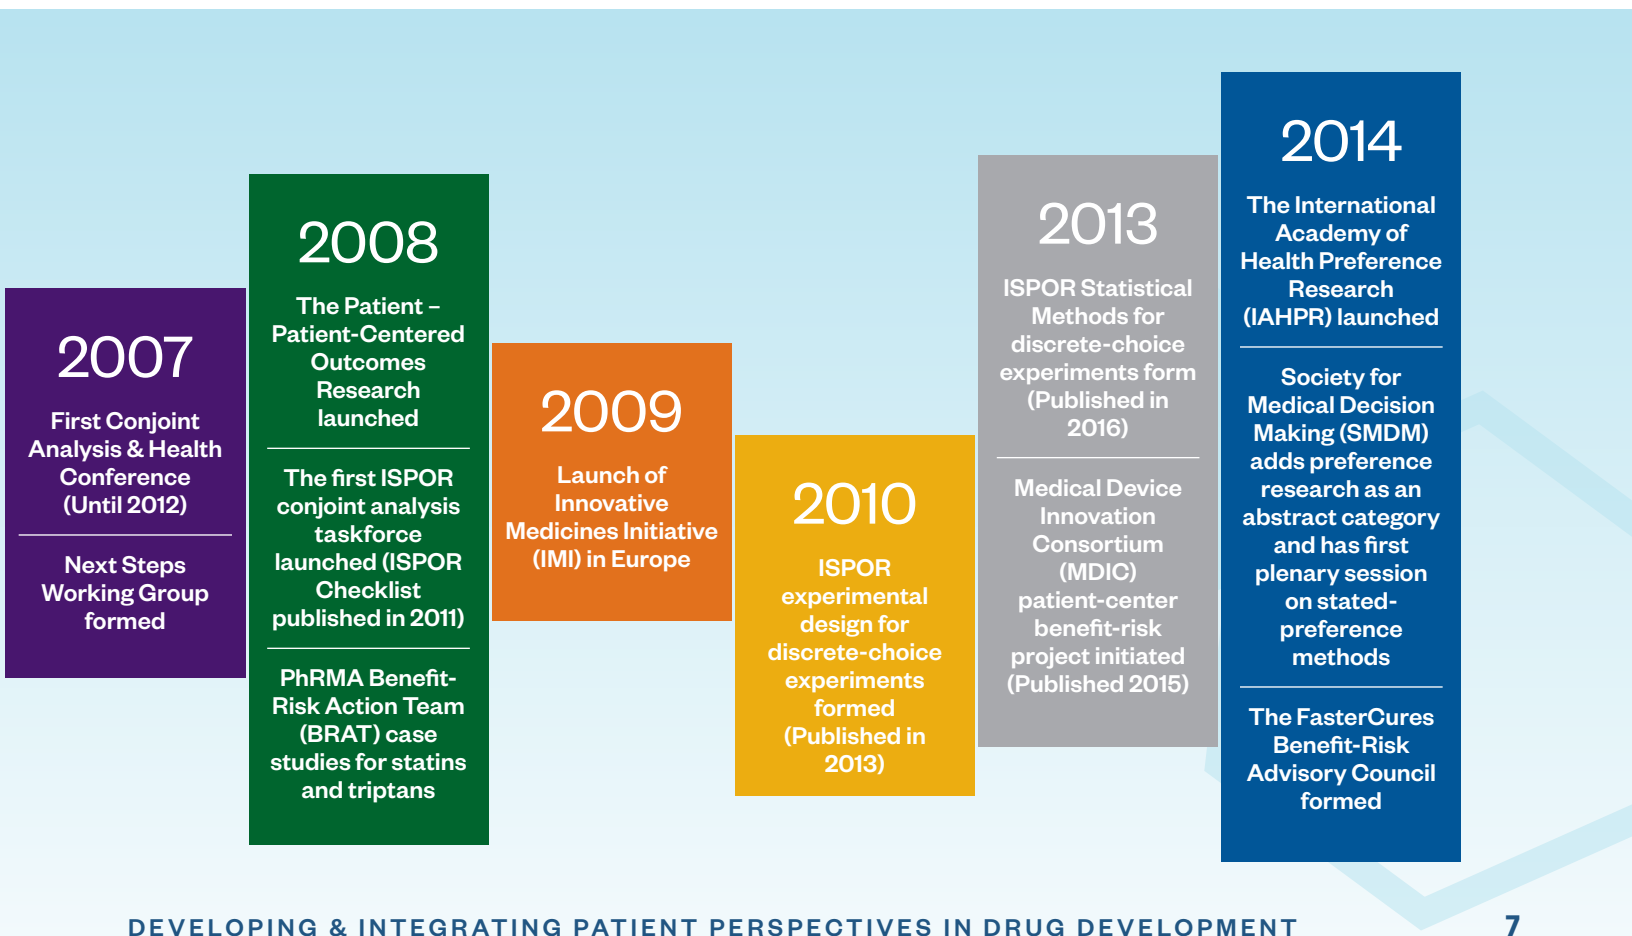 2007
First Conjoint
Analysis & Health
Conference
(Until 2012)
Next Steps
Working Group
formed
2008
The Patient –
Patient-Centered
Outcomes
Research
launched
The first ISPOR
conjoint analysis
taskforce
launched (ISPOR
Checklist
published in 2011)
PhRMA Benefit-
Risk Action Team
(BRAT) case
studies for statins
and triptans
2009
Launch of
Innovative
Medicines Initiative
(IMI) in Europe
2010
ISPOR
experimental
design for
discrete-choice
experiments
formed
(Published in
2013)
2013
ISPOR Statistical
Methods for
discrete-choice
experiments form
(Published in
2016)
Medical Device
Innovation
Consortium
(MDIC)
patient-center
benefit-risk
project initiated
(Published 2015)
2014
The International
Academy of
Health Preference
Research
(IAHPR) launched
Society for
Medical Decision
Making (SMDM)
adds preference
research as an
abstract category
and has first
plenary session
on stated-
preference
methods
The FasterCures
Benefit-Risk
Advisory Council
formed
DEVELOPING & INTEGRATING PATIENT PERSPECTIVES IN DRUG DEVELOPMENT 7